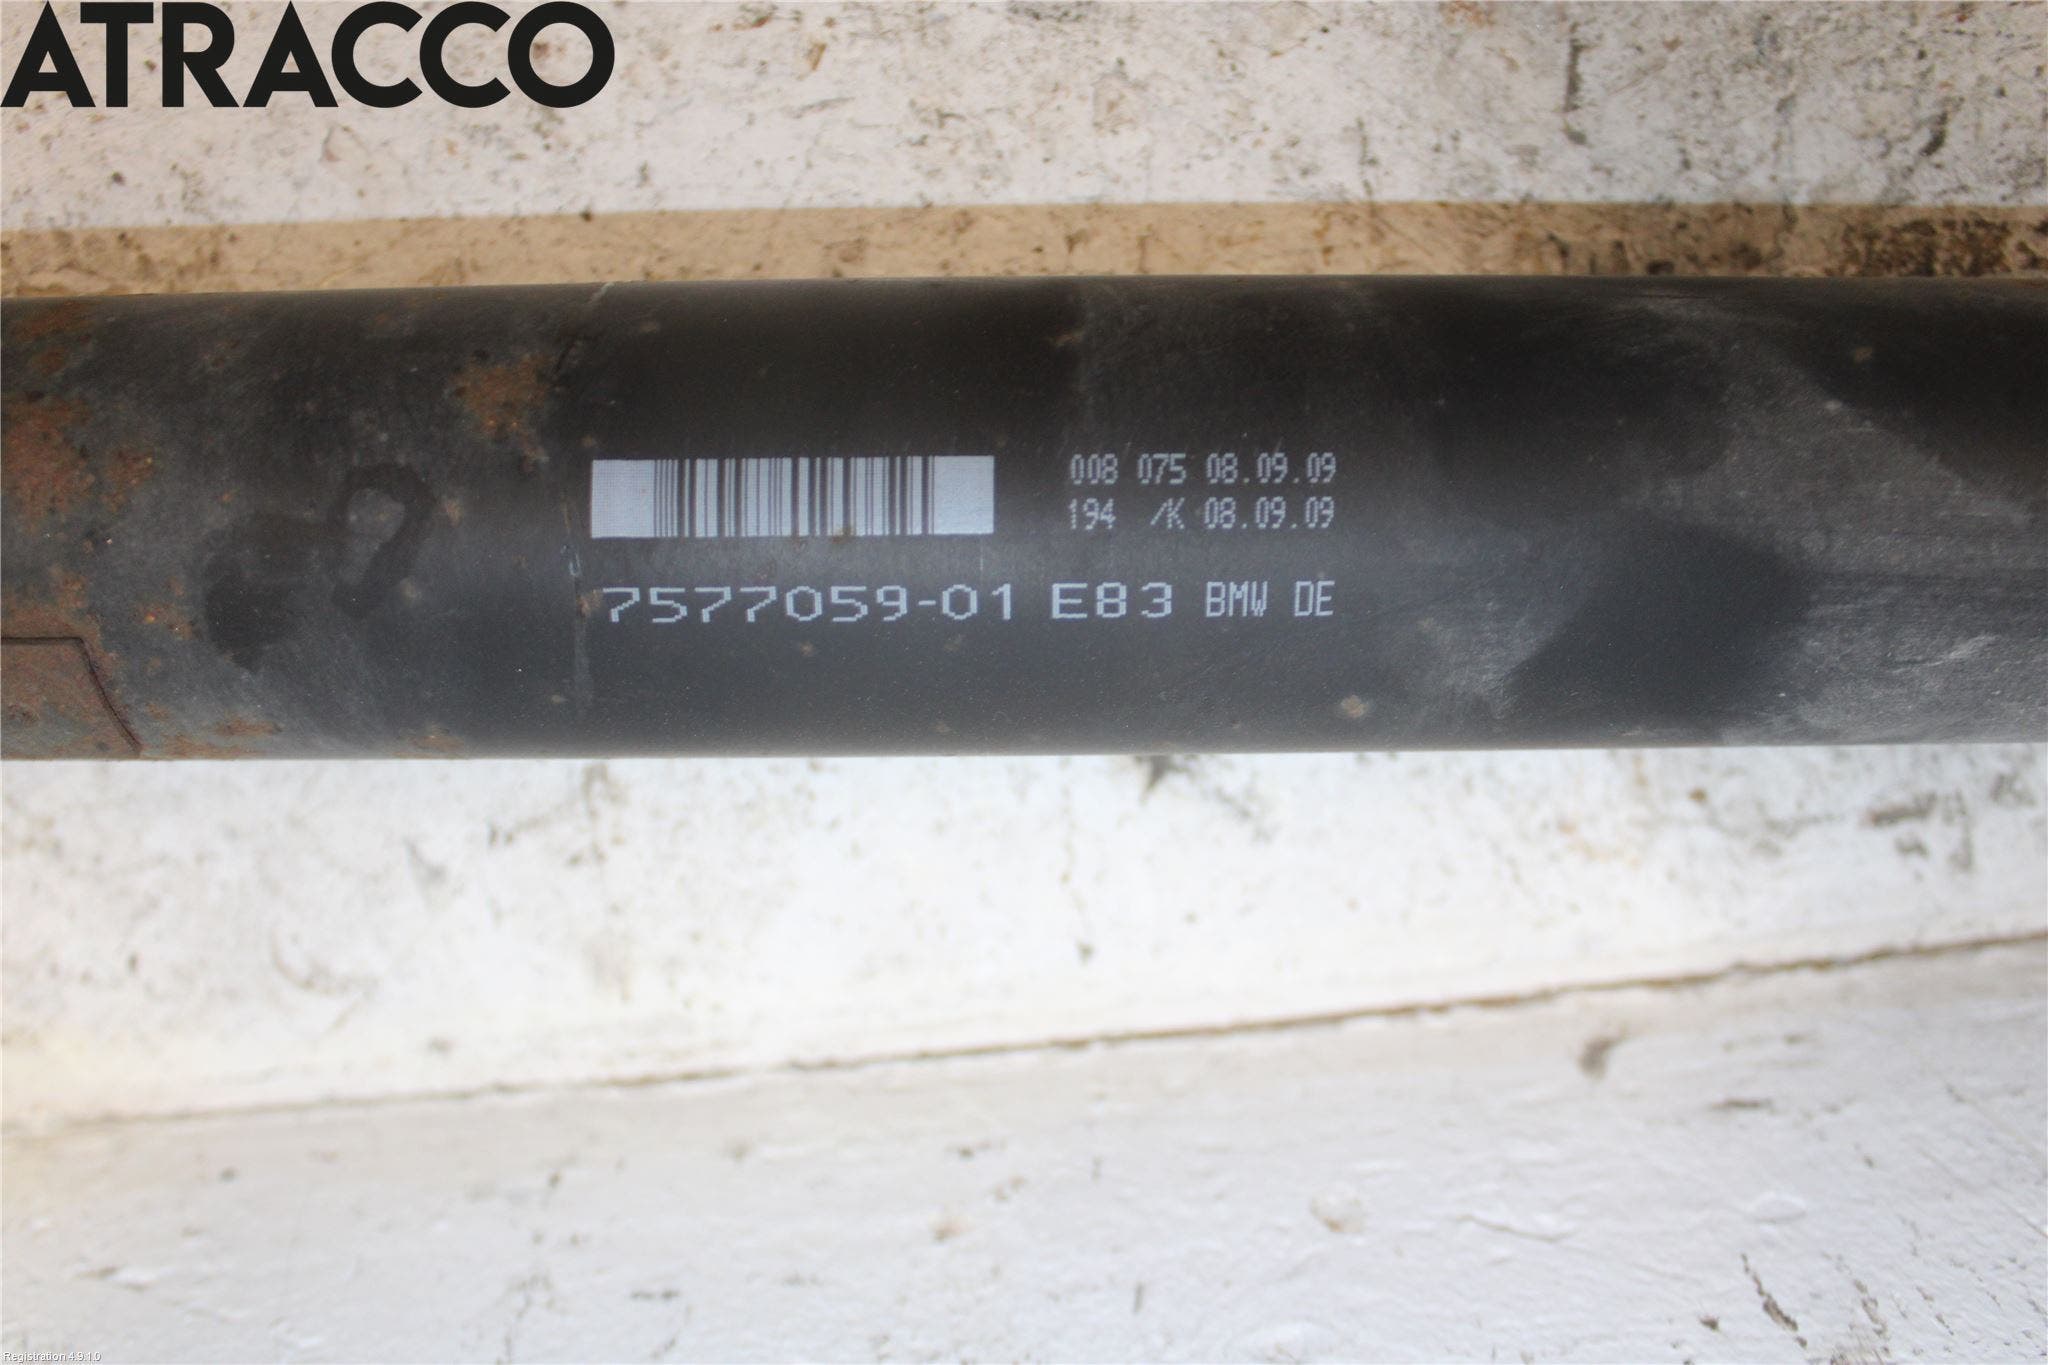 ATRACCO
008 075 08.09.09
194 /K 08.09.09
7577059-01 E83 BMW DE
Registration 4.9.1.0